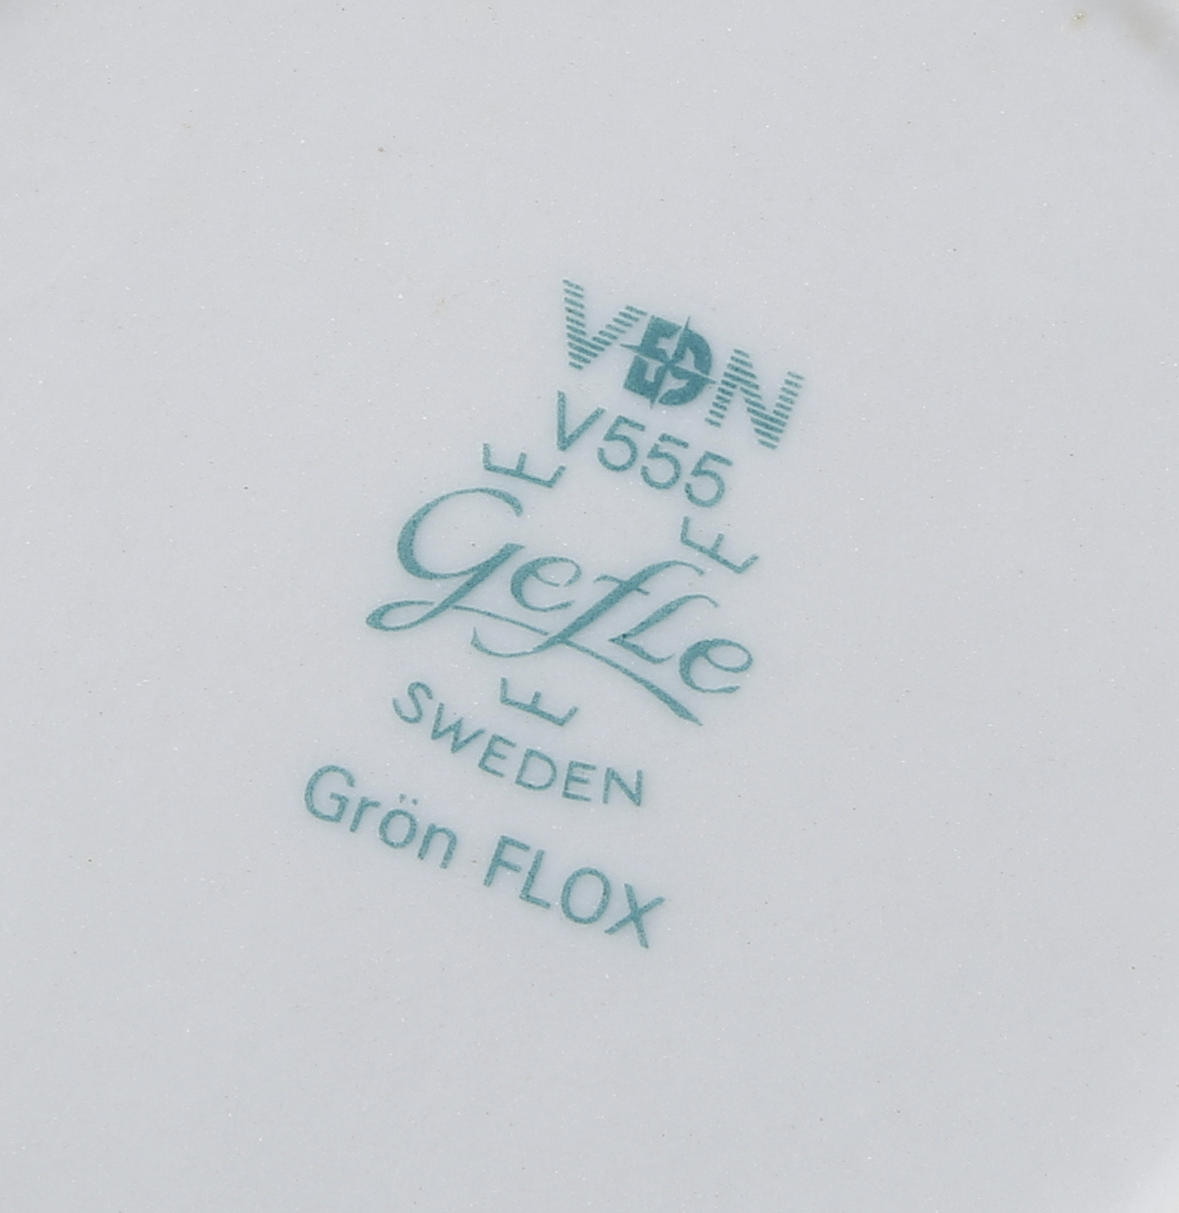 VDN
V555
E
E
Gefle
E
SWEDEN
Grön FLOX